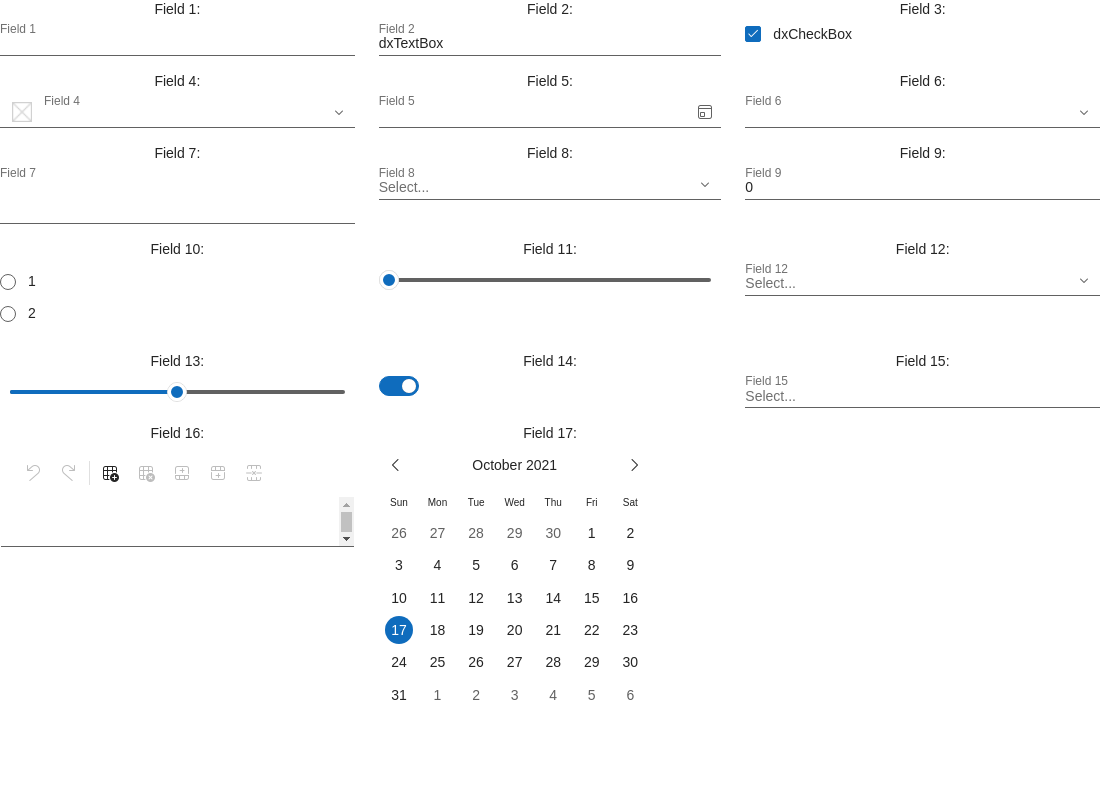 Field 1:
Field 1
Field 2:
Field 2
dxTextBox
Field 3:
dxCheckBox
Field 4:
Field 4
Field 5:
Field 5
Field 6:
Field 6
Field 7:
Field 7
Field 8:
Field 8
Select...
Field 9:
Field 9
0
Field 10:
1
2
Field 11:
Field 12:
Field 12
Select...
Field 13:
Field 14:
Field 15:
Field 15
Select...
Field 16:
Field 17:
October 2021
Sun Mon Tue Wed Thu Fri Sat
26 27 28 29 30 1 2
3 4 5 6 7 8 9
10 11 12 13 14 15 16
17 18 19 20 21 22 23
24 25 26 27 28 29 30
31 1 2 3 4 5 6